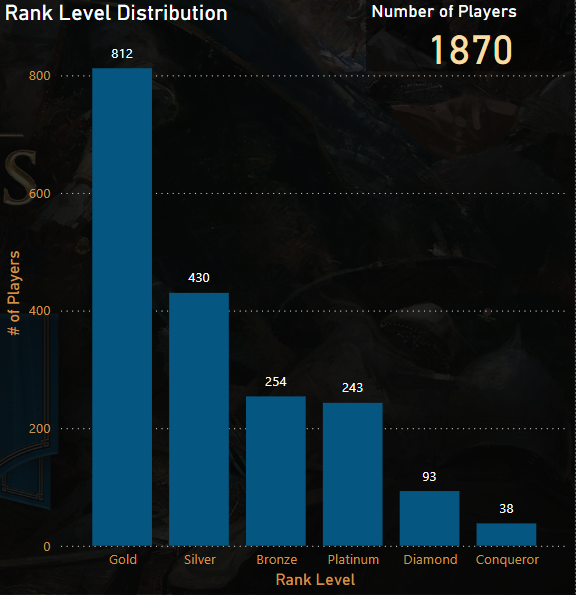 Rank Level Distribution
Number of Players
1870
# of Players
800
600
400
200
0
812
430
254
243
93
38
Gold Silver Bronze Platinum Diamond Conqueror
Rank Level
S